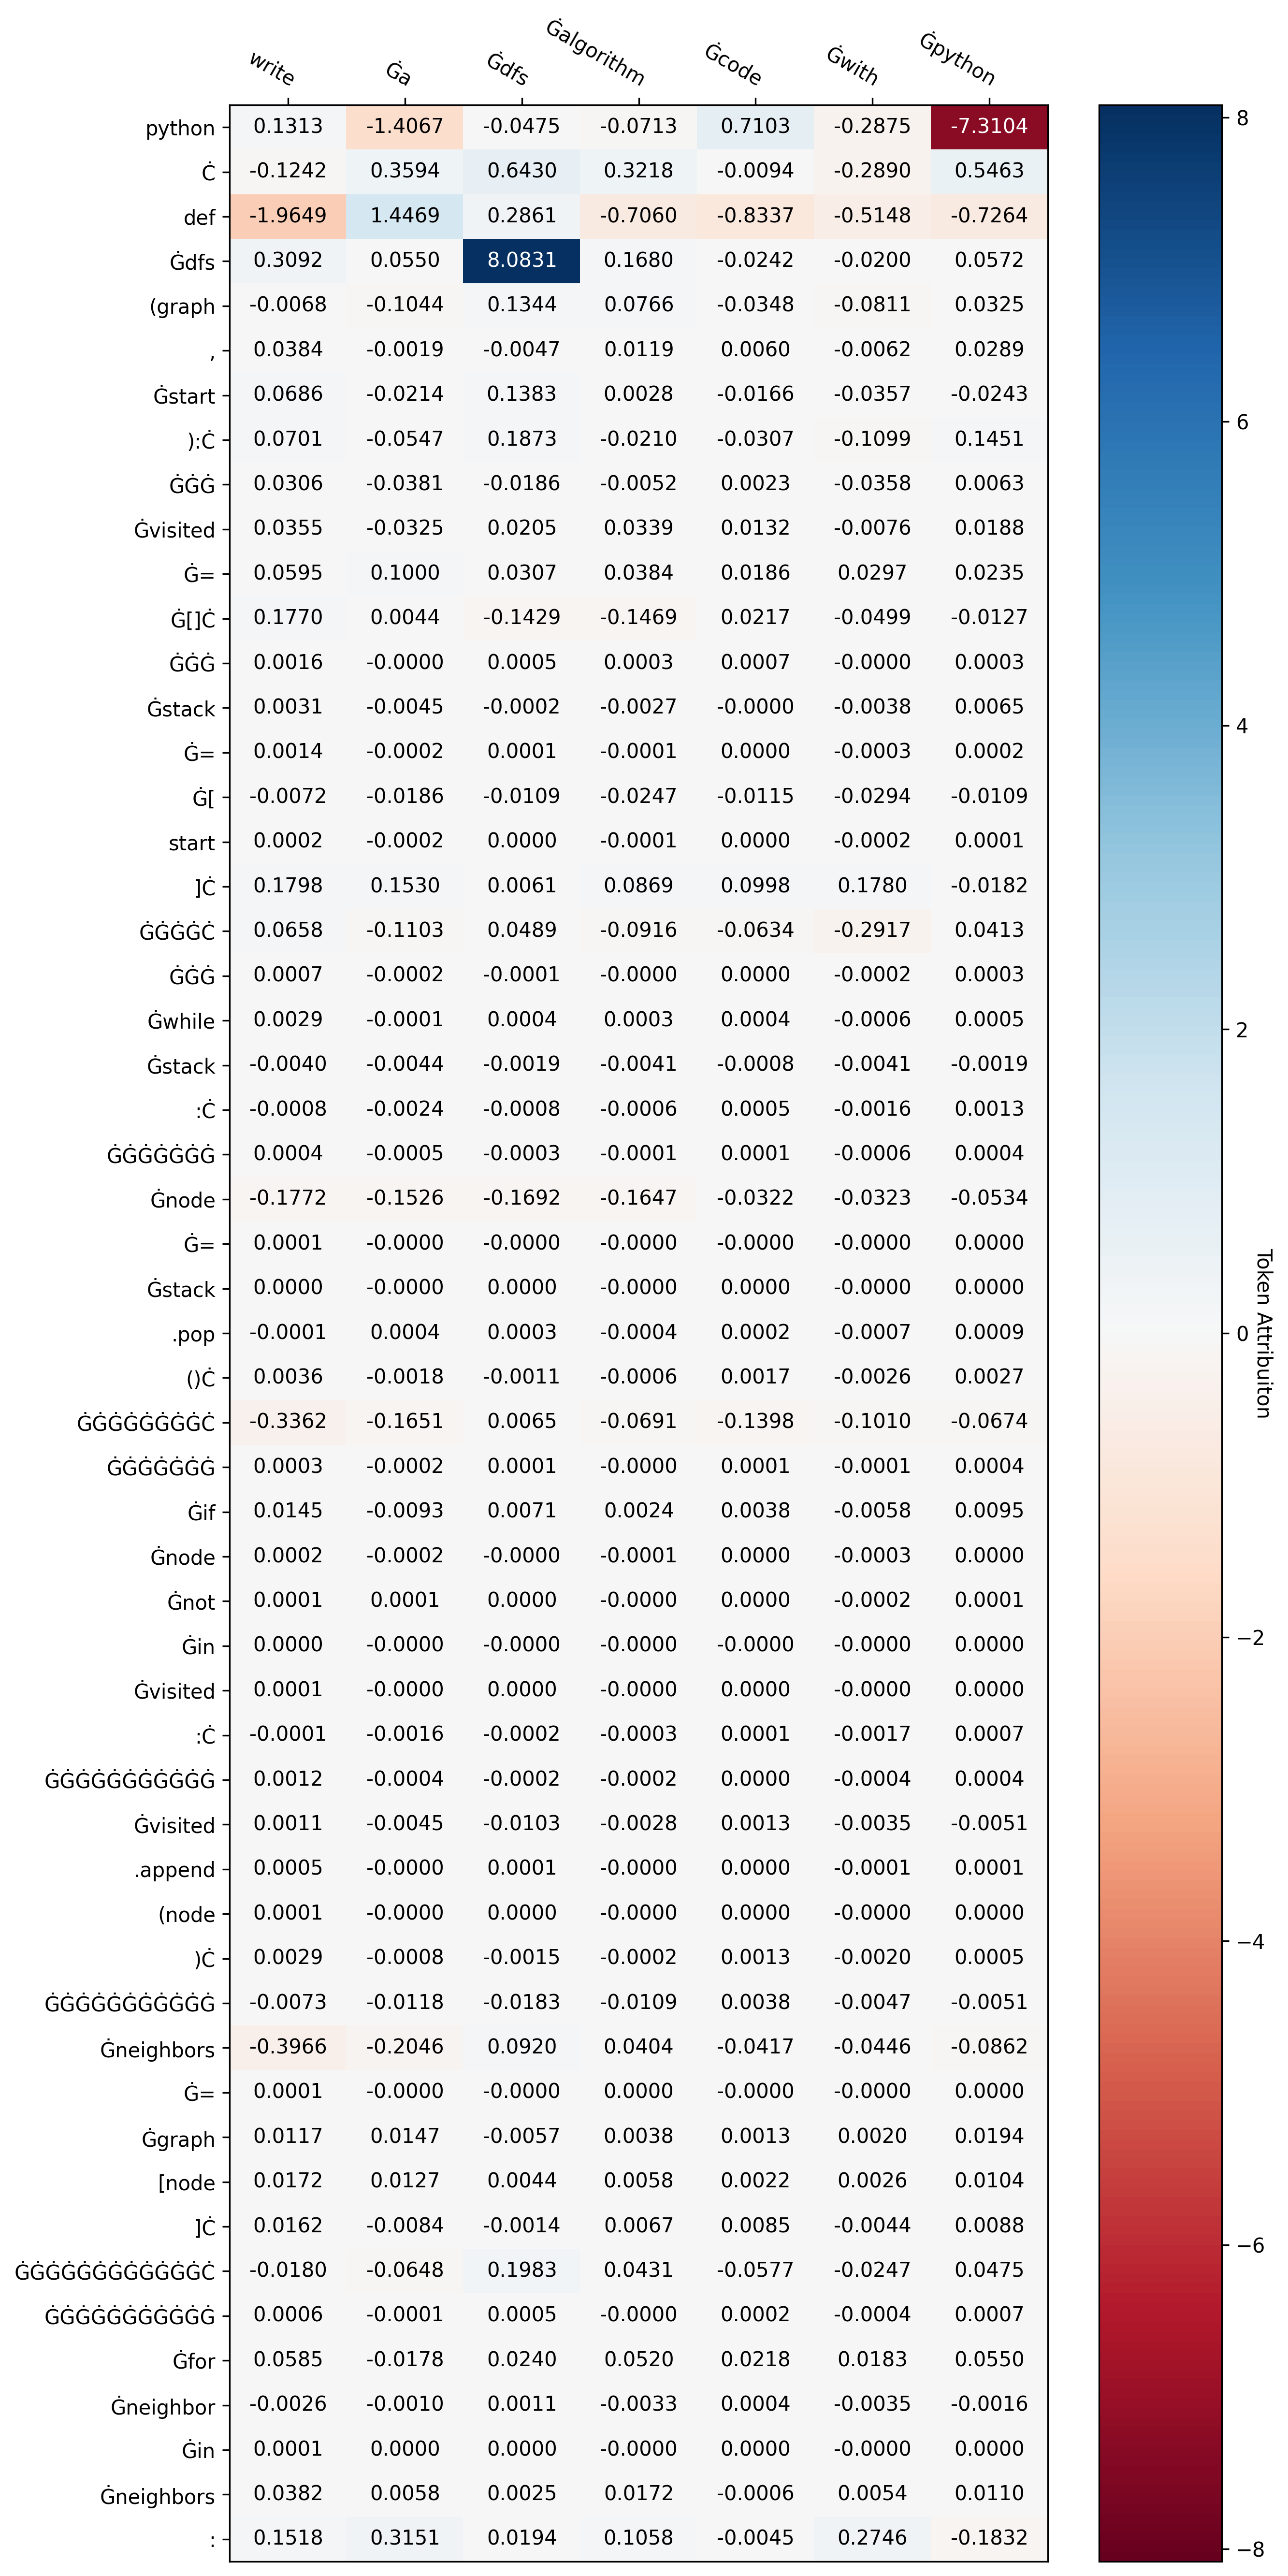 write Ġa Ġdfs Ġalgorithm Ġcode Ġwith Ġpython
python 0.1313 -1.4067 -0.0475 -0.0713 0.7103 -0.2875 -7.3104
Ċ -0.1242 0.3594 0.6430 0.3218 -0.0094 -0.2890 0.5463
def -1.9649 1.4469 0.2861 -0.7060 -0.8337 -0.5148 -0.7264
Ġdfs 0.3092 0.0550 8.0831 0.1680 -0.0242 -0.0200 0.0572
(graph -0.0068 -0.1044 0.1344 0.0766 -0.0348 -0.0811 0.0325
, 0.0384 -0.0019 -0.0047 0.0119 0.0060 -0.0062 0.0289
Ġstart 0.0686 -0.0214 0.1383 0.0028 -0.0166 -0.0357 -0.0243
):Ċ 0.0701 -0.0547 0.1873 -0.0210 -0.0307 -0.1099 0.1451
ĠĠĠ 0.0306 -0.0381 -0.0186 -0.0052 0.0023 -0.0358 0.0063
Ġvisited 0.0355 -0.0325 0.0205 0.0339 0.0132 -0.0076 0.0188
Ġ= 0.0595 0.1000 0.0307 0.0384 0.0186 0.0297 0.0235
Ġ[]Ċ 0.1770 0.0044 -0.1429 -0.1469 0.0217 -0.0499 -0.0127
ĠĠĠ 0.0016 -0.0000 0.0005 0.0003 0.0007 -0.0000 0.0003
Ġstack 0.0031 -0.0045 -0.0002 -0.0027 -0.0000 -0.0038 0.0065
Ġ= 0.0014 -0.0002 0.0001 -0.0001 0.0000 -0.0003 0.0002
Ġ[ -0.0072 -0.0186 -0.0109 -0.0247 -0.0115 -0.0294 -0.0109
start 0.0002 -0.0002 0.0000 -0.0001 0.0000 -0.0002 0.0001
]Ċ 0.1798 0.1530 0.0061 0.0869 0.0998 0.1780 -0.0182
ĠĠĠĠĊ 0.0658 -0.1103 0.0489 -0.0916 -0.0634 -0.2917 0.0413
ĠĠĠ 0.0007 -0.0002 -0.0001 -0.0000 0.0000 -0.0002 0.0003
Ġwhile 0.0029 -0.0001 0.0004 0.0003 0.0004 -0.0006 0.0005
Ġstack -0.0040 -0.0044 -0.0019 -0.0041 -0.0008 -0.0041 -0.0019
:Ċ -0.0008 -0.0024 -0.0008 -0.0006 0.0005 -0.0016 0.0013
ĠĠĠĠĠĠĠ 0.0004 -0.0005 -0.0003 -0.0001 0.0001 -0.0006 0.0004
Ġnode -0.1772 -0.1526 -0.1692 -0.1647 -0.0322 -0.0323 -0.0534
Ġ= 0.0001 -0.0000 -0.0000 -0.0000 -0.0000 -0.0000 0.0000
Ġstack 0.0000 -0.0000 0.0000 -0.0000 0.0000 -0.0000 0.0000
.pop -0.0001 0.0004 0.0003 -0.0004 0.0002 -0.0007 0.0009
()Ċ 0.0036 -0.0018 -0.0011 -0.0006 0.0017 -0.0026 0.0027
ĠĠĠĠĠĠĠĠĊ -0.3362 -0.1651 0.0065 -0.0691 -0.1398 -0.1010 -0.0674
ĠĠĠĠĠĠĠ 0.0003 -0.0002 0.0001 -0.0000 0.0001 -0.0001 0.0004
Ġif 0.0145 -0.0093 0.0071 0.0024 0.0038 -0.0058 0.0095
Ġnode 0.0002 -0.0002 -0.0000 -0.0001 0.0000 -0.0003 0.0000
Ġnot 0.0001 0.0001 0.0000 -0.0000 0.0000 -0.0002 0.0001
Ġin 0.0000 -0.0000 -0.0000 -0.0000 -0.0000 -0.0000 0.0000
Ġvisited 0.0001 -0.0000 0.0000 -0.0000 0.0000 -0.0000 0.0000
:Ċ -0.0001 -0.0016 -0.0002 -0.0003 0.0001 -0.0017 0.0007
ĠĠĠĠĠĠĠĠĠĠĠ 0.0012 -0.0004 -0.0002 -0.0002 0.0000 -0.0004 0.0004
Ġvisited 0.0011 -0.0045 -0.0103 -0.0028 0.0013 -0.0035 -0.0051
.append 0.0005 -0.0000 0.0001 -0.0000 0.0000 -0.0001 0.0001
(node 0.0001 -0.0000 0.0000 -0.0000 0.0000 -0.0000 0.0000
)Ċ 0.0029 -0.0008 -0.0015 -0.0002 0.0013 -0.0020 0.0005
ĠĠĠĠĠĠĠĠĠĠĠ -0.0073 -0.0118 -0.0183 -0.0109 0.0038 -0.0047 -0.0051
Ġneighbors -0.3966 -0.2046 0.0920 0.0404 -0.0417 -0.0446 -0.0862
Ġ= 0.0001 -0.0000 -0.0000 0.0000 -0.0000 -0.0000 0.0000
Ġgraph 0.0117 0.0147 -0.0057 0.0038 0.0013 0.0020 0.0194
[node 0.0172 0.0127 0.0044 0.0058 0.0022 0.0026 0.0104
]Ċ 0.0162 -0.0084 -0.0014 0.0067 0.0085 -0.0044 0.0088
ĠĠĠĠĠĠĠĠĠĠĠĠĊ -0.0180 -0.0648 0.1983 0.0431 -0.0577 -0.0247 0.0475
ĠĠĠĠĠĠĠĠĠĠĠ 0.0006 -0.0001 0.0005 -0.0000 0.0002 -0.0004 0.0007
Ġfor 0.0585 -0.0178 0.0240 0.0520 0.0218 0.0183 0.0550
Ġneighbor -0.0026 -0.0010 0.0011 -0.0033 0.0004 -0.0035 -0.0016
Ġin 0.0001 0.0000 0.0000 -0.0000 0.0000 -0.0000 0.0000
Ġneighbors 0.0382 0.0058 0.0025 0.0172 -0.0006 0.0054 0.0110
: 0.1518 0.3151 0.0194 0.1058 -0.0045 0.2746 -0.1832
8
6
4
2
0
−2
−4
−6
−8
Token Attribuiton